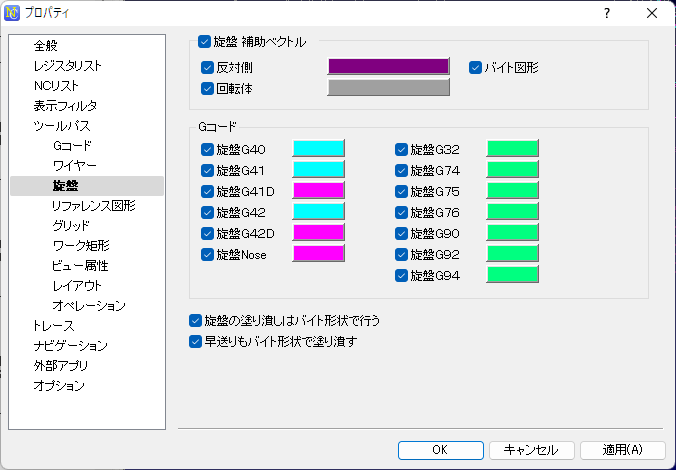 プロパティ
全般
レジスタリスト
NCリスト
表示フィルタ
ツールパス
Gコード
ワイヤー
旋盤
リファレンス図形
グリッド
ワーク矩形
ビュー属性
レイアウト
オペレーション
トレース
ナビゲーション
外部アプリ
オプション
旋盤 補助ベクトル
反対側
バイト図形
回転体
Gコード
旋盤G40
旋盤G32
旋盤G41
旋盤G74
旋盤G41D
旋盤G75
旋盤G42
旋盤G76
旋盤G42D
旋盤G90
旋盤Nose
旋盤G92
旋盤G94
旋盤の塗り潰しはバイト形状で行う
早送りもバイト形状で塗り潰す
OK
キャンセル
適用(A)